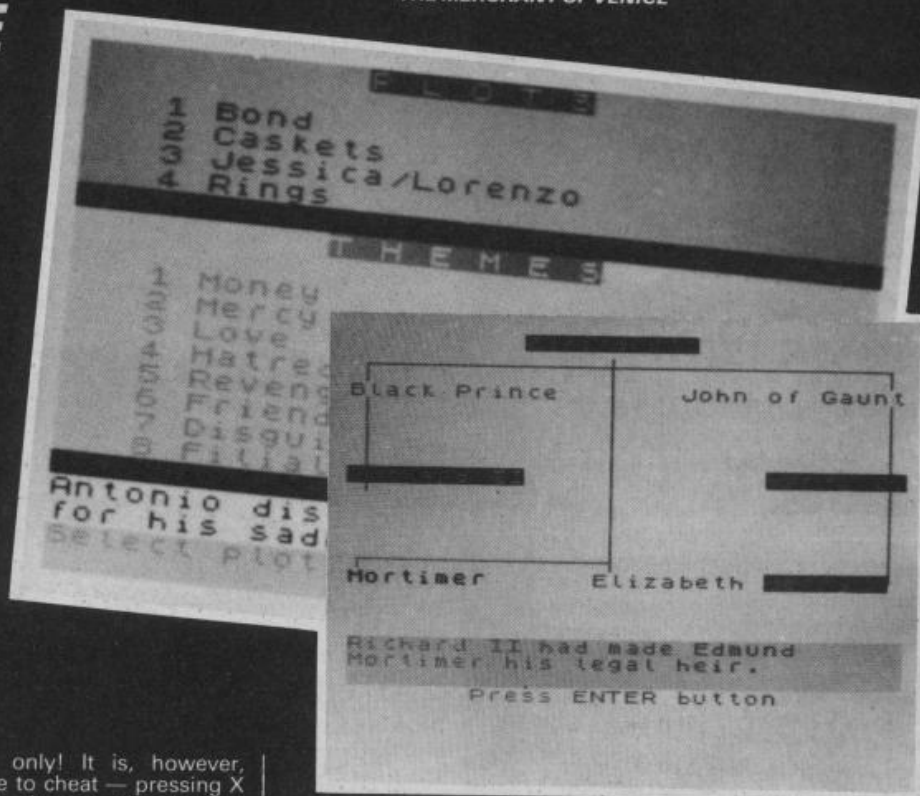 THE MERCHANT OF VENICE
PLOTS
1 Bond
2 Caskets
3 Jessica/Lorenzo
4 Rings
THEMES
1 Money
2 Mercy
3 Love
4 Hatred
5 Reveng
6 Friend
7 Disgui
8 Filial
Antonio dis
for his sad
Select plot
Black Prince
John of Gaunt
Mortimer
Elizabeth
Richard II had made Edmund
Mortimer his legal heir.
Press ENTER button
only! It is, however,
e to cheat — pressing X